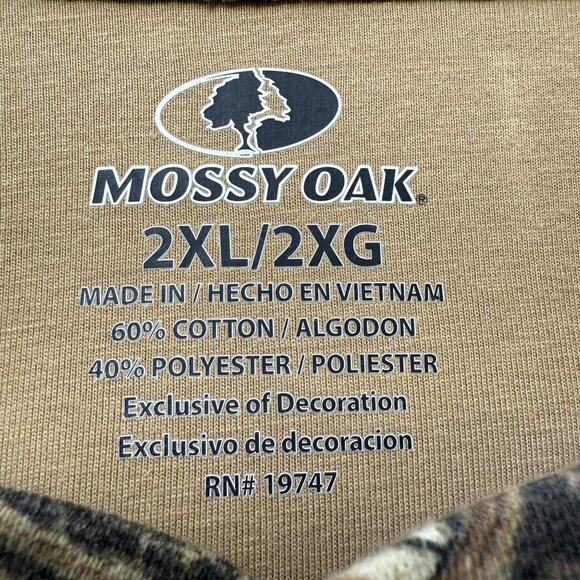 MOSSY OAK®
2XL/2XG
MADE IN / HECHO EN VIETNAM
60% COTTON / ALGODON
40% POLYESTER / POLIESTER
Exclusive of Decoration
Exclusivo de decoracion
RN# 19747